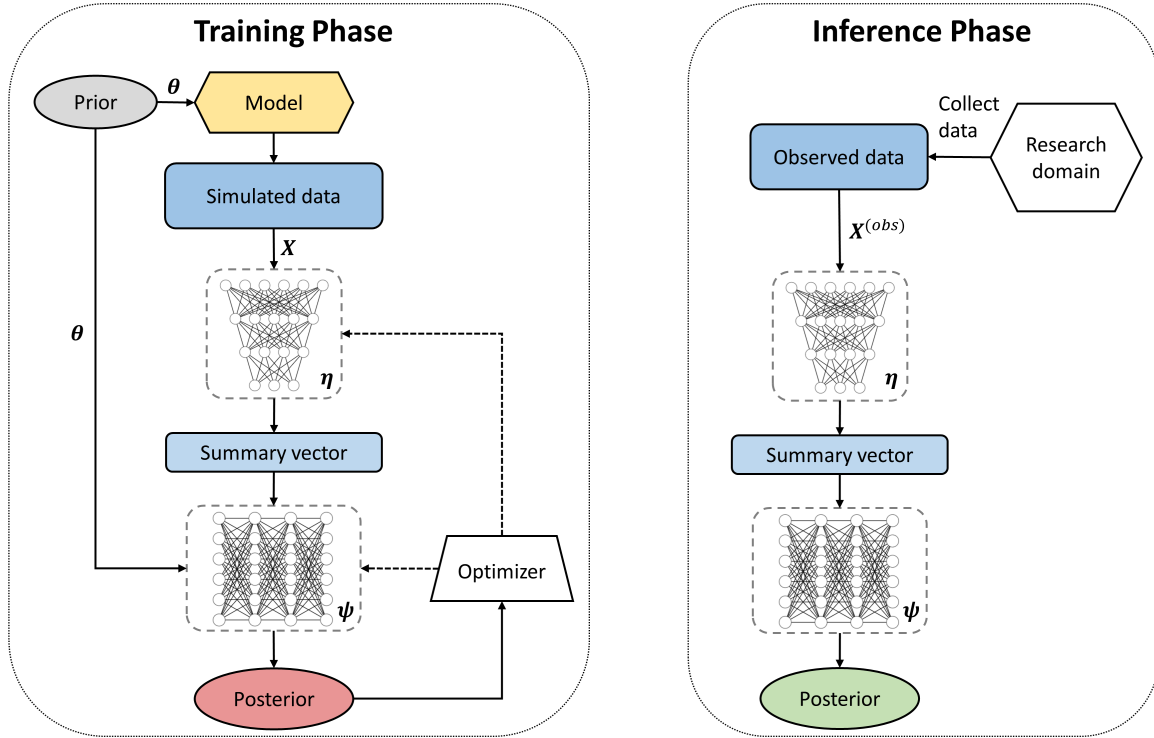 Training Phase
Prior
θ
Model
Simulated data
X
θ
η
Summary vector
Optimizer
ψ
Posterior
Inference Phase
Collect
data
Research
domain
Observed data
X^(obs)
η
Summary vector
ψ
Posterior